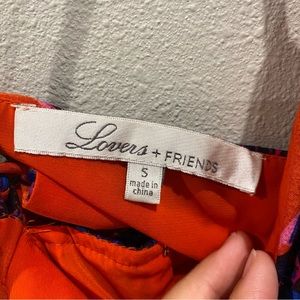 Lovers + FRIENDS
S
made in
china